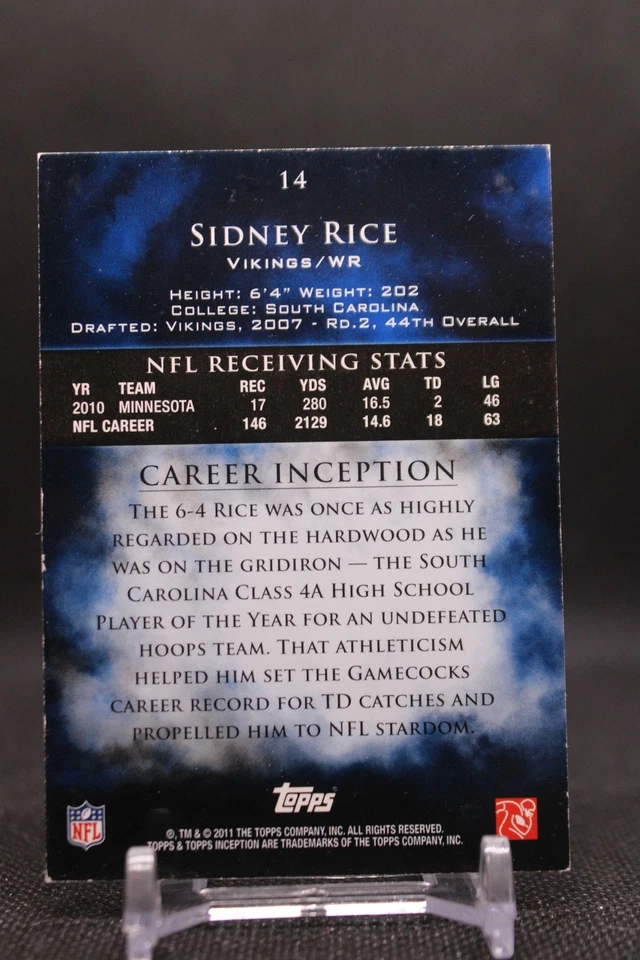 14
SIDNEY RICE
VIKINGS/WR
HEIGHT: 6'4" WEIGHT: 202
COLLEGE: SOUTH CAROLINA
DRAFTED: VIKINGS, 2007 - RD.2, 44TH OVERALL
NFL RECEIVING STATS
YR TEAM REC YDS AVG TD LG
2010 MINNESOTA 17 280 16.5 2 46
NFL CAREER 146 2129 14.6 18 63
CAREER INCEPTION
THE 6-4 RICE WAS ONCE AS HIGHLY
REGARDED ON THE HARDWOOD AS HE
WAS ON THE GRIDIRON — THE SOUTH
CAROLINA CLASS 4A HIGH SCHOOL
PLAYER OF THE YEAR FOR AN UNDEFEATED
HOOPS TEAM. THAT ATHLETICISM
HELPED HIM SET THE GAMECOCKS
CAREER RECORD FOR TD CATCHES AND
PROPELLED HIM TO NFL STARDOM.
Topps
NFL
®, TM & © 2011 THE TOPPS COMPANY, INC. ALL RIGHTS RESERVED.
TOPPS & TOPPS INCEPTION ARE TRADEMARKS OF THE TOPPS COMPANY, INC.